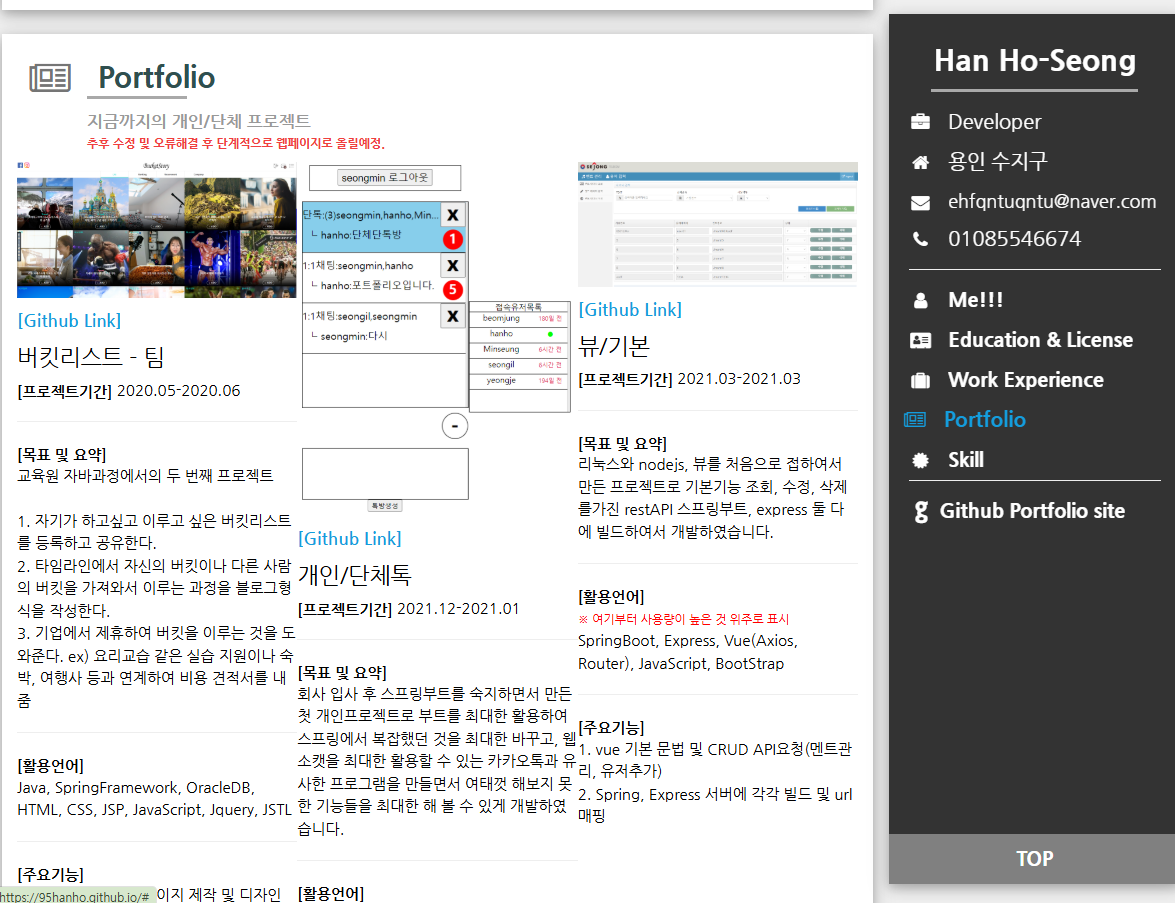 Portfolio
지금까지의 개인/단체 프로젝트
추후 수정 및 오류해결 후 단계적으로 웹페이지로 올릴예정.
BucketStory
[Github Link]
버킷리스트 - 팀
[프로젝트기간] 2020.05-2020.06
[목표 및 요약]
교육원 자바과정에서의 두 번째 프로젝트
1. 자기가 하고싶고 이루고 싶은 버킷리스트
를 등록하고 공유한다.
2. 타임라인에서 자신의 버킷이나 다른 사람
의 버킷을 가져와서 이루는 과정을 블로그형
식을 작성한다.
3. 기업에서 제휴하여 버킷을 이루는 것을 도
와준다. ex) 요리교습 같은 실습 지원이나 숙
박, 여행사 등과 연계하여 비용 견적서를 내
줌
[활용언어]
Java, SpringFramework, OracleDB,
HTML, CSS, JSP, JavaScript, Jquery, JSTL
[주요기능]
이지 제작 및 디자인
https://95hanho.github.io/#
seongmin 로그아웃
단톡:(3)seongmin,hanho,Min... X
ㄴ hanho:단체단톡방 1
1:1채팅:seongmin,hanho X
ㄴ hanho:포트폴리오입니다. 5
1:1채팅:seongil,seongmin X
ㄴ seongmin:다시
접속유저목록
beomjung 180일 전
hanho
Minseung 6시간 전
seongil 6시간 전
yeongje 194일 전
-
톡방생성
[Github Link]
개인/단체톡
[프로젝트기간] 2021.12-2021.01
[목표 및 요약]
회사 입사 후 스프링부트를 숙지하면서 만든
첫 개인프로젝트로 부트를 최대한 활용하여
스프링에서 복잡했던 것을 최대한 바꾸고, 웹
소캣을 최대한 활용할 수 있는 카카오톡과 유
사한 프로그램을 만들면서 여태껏 해보지 못
한 기능들을 최대한 해 볼 수 있게 개발하였
습니다.
[활용언어]
SEJONG
[Github Link]
뷰/기본
[프로젝트기간] 2021.03-2021.03
[목표 및 요약]
리눅스와 nodejs, 뷰를 처음으로 접하여서
만든 프로젝트로 기본기능 조회, 수정, 삭제
를가진 restAPI 스프링부트, express 둘 다
에 빌드하여서 개발하였습니다.
[활용언어]
※ 여기부터 사용량이 높은 것 위주로 표시
SpringBoot, Express, Vue(Axios,
Router), JavaScript, BootStrap
[주요기능]
1. vue 기본 문법 및 CRUD API요청(멘트관
리, 유저추가)
2. Spring, Express 서버에 각각 빌드 및 url
매핑
Han Ho-Seong
Developer
용인 수지구
ehfqntuqntu@naver.com
01085546674
Me!!!
Education & License
Work Experience
Portfolio
Skill
Github Portfolio site
TOP